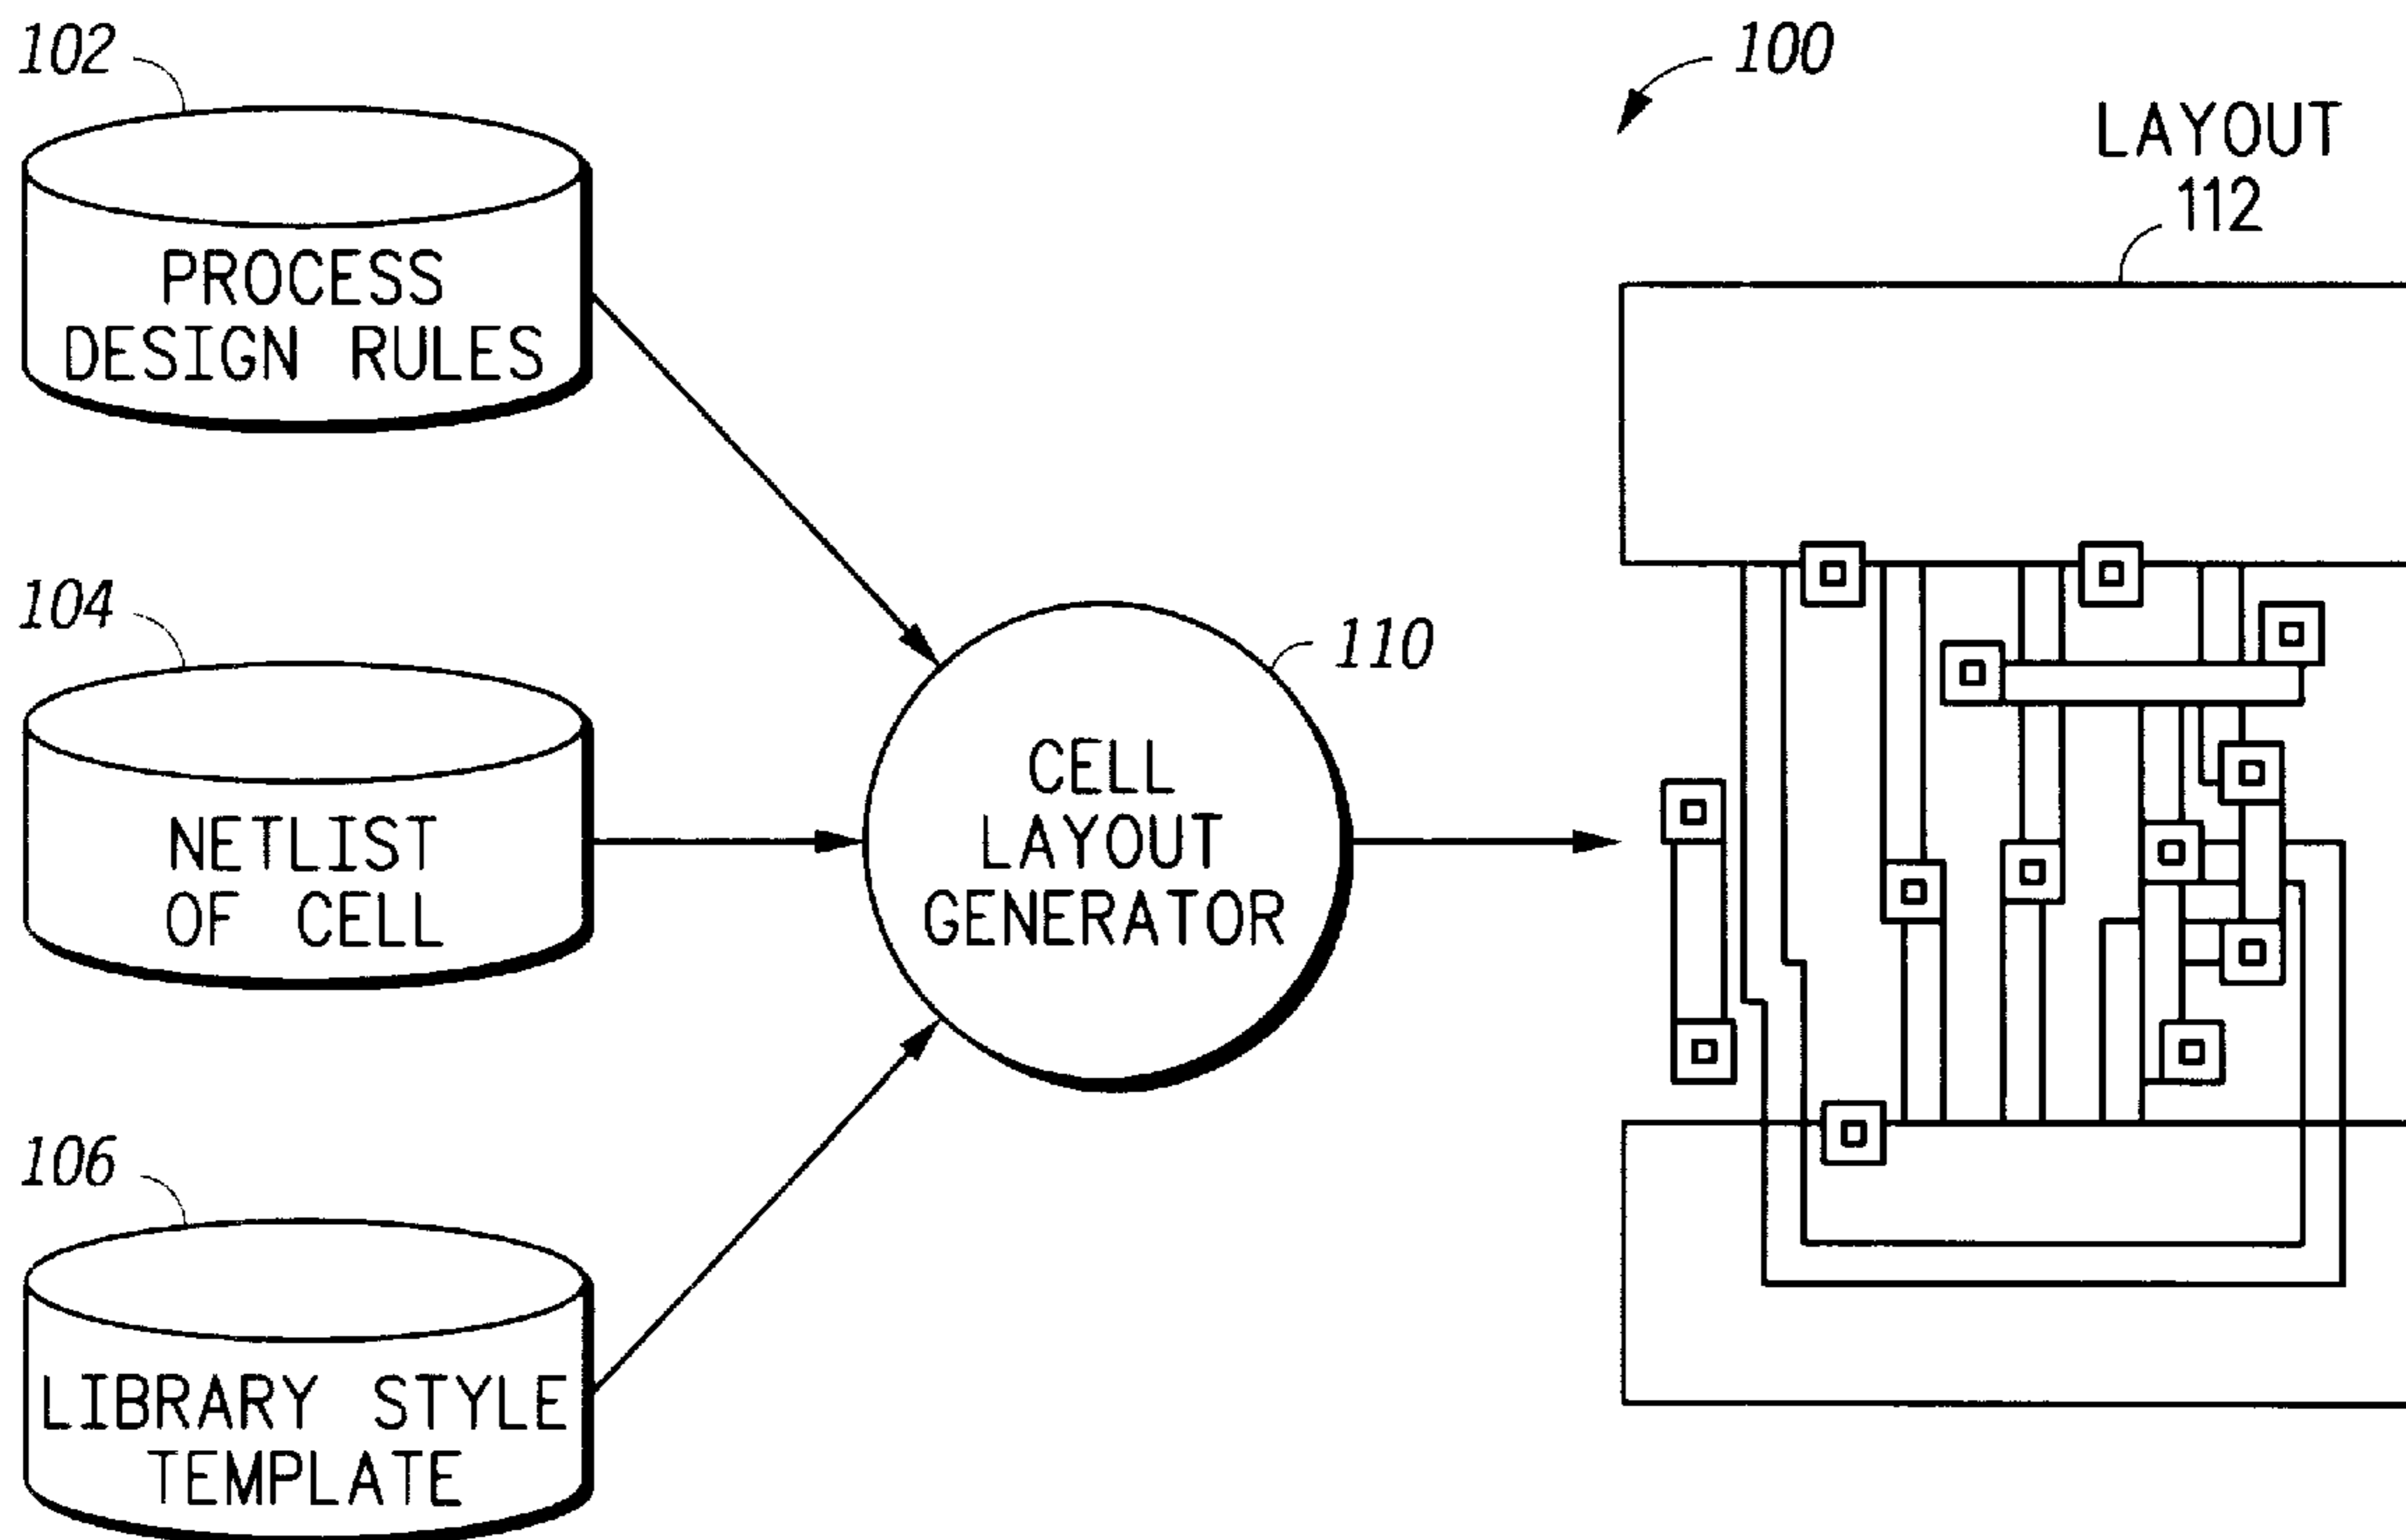 102
PROCESS
DESIGN RULES
104
NETLIST
OF CELL
106
LIBRARY STYLE
TEMPLATE
110
CELL
LAYOUT
GENERATOR
100
LAYOUT
112